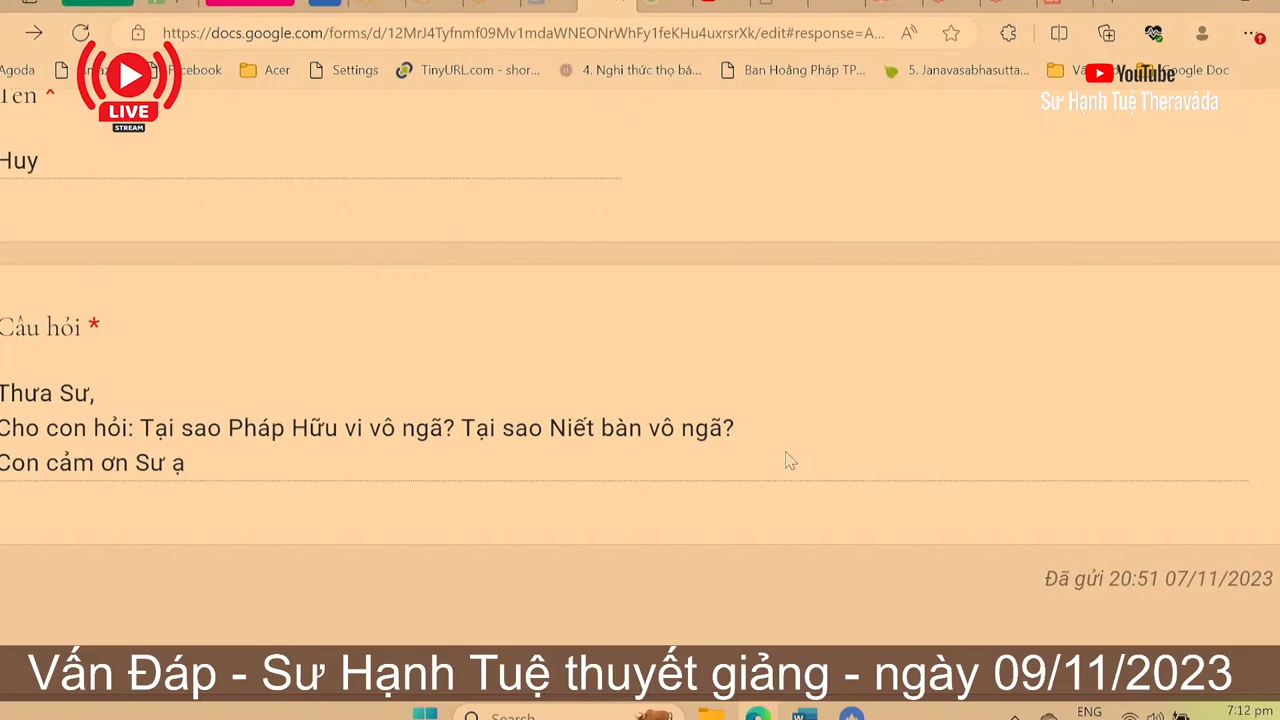 https://docs.google.com/forms/d/12MrJ4Tyfnmf09Mv1mdaWNEONrWhFy1feKHu4uxrsrXk/edit#response=A...
Agoda
Facebook
Acer
Settings
TinyURL.com - shor...
4. Nghi thức thọ bá...
Ban Hoằng Pháp TP...
5. Janavasabhasutta...
Google Doc
LIVE
STREAM
YouTube
Sư Hạnh Tuệ Theravāda
Tên *
Huy
Câu hỏi *
Thưa Sư,
Cho con hỏi: Tại sao Pháp Hữu vi vô ngã? Tại sao Niết bàn vô ngã?
Con cảm ơn Sư ạ
Đã gửi 20:51 07/11/2023
Vấn Đáp - Sư Hạnh Tuệ thuyết giảng - ngày 09/11/2023
Search
ENG
7:12 pm